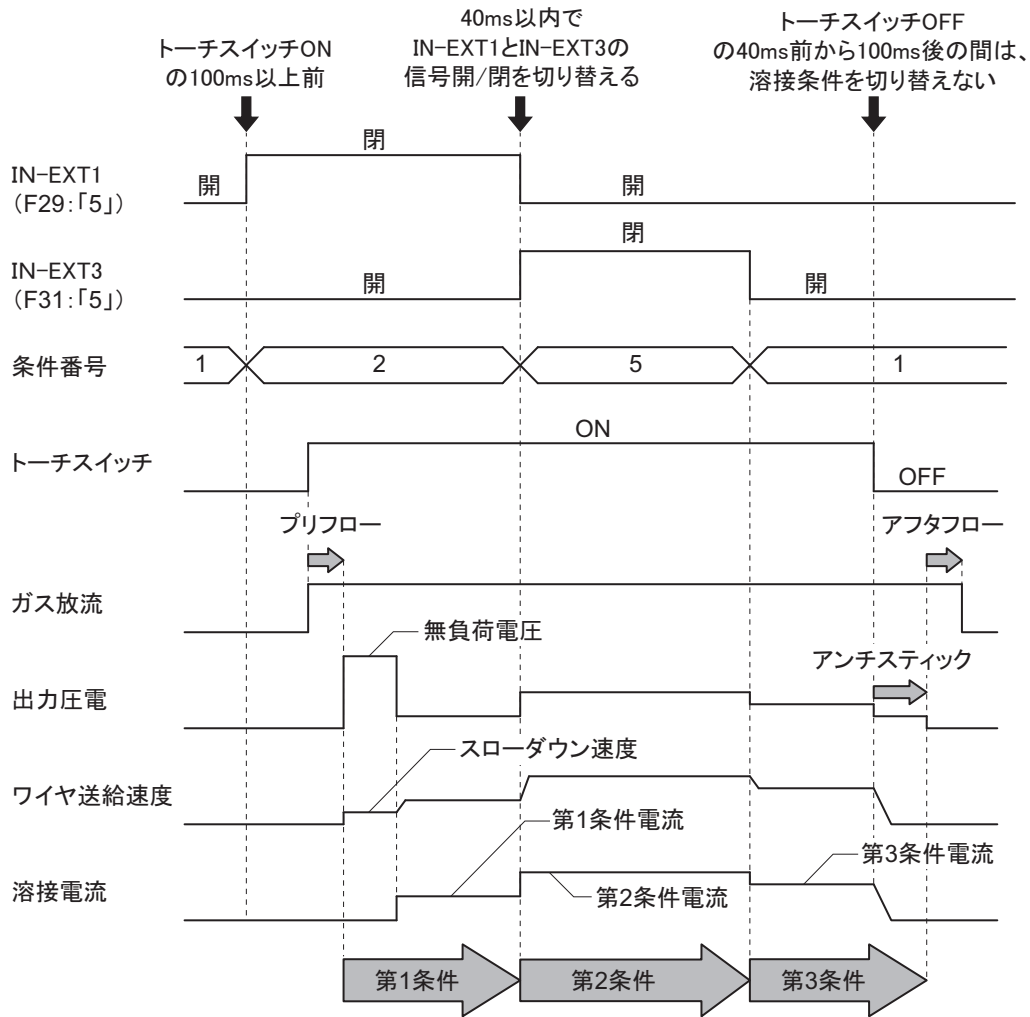 トーチスイッチON
の100ms以上前
40ms以内で
IN-EXT1とIN-EXT3の
信号開/閉を切り替える
トーチスイッチOFF
の40ms前から100ms後の間は、
溶接条件を切り替えない
IN-EXT1
(F29:「5」)
開
閉
開
IN-EXT3
(F31:「5」)
開
閉
開
条件番号
1
2
5
1
トーチスイッチ
ON
OFF
プリフロー
アフタフロー
ガス放流
無負荷電圧
アンチスティック
出力圧電
スローダウン速度
ワイヤ送給速度
第1条件電流
第3条件電流
溶接電流
第2条件電流
第1条件
第2条件
第3条件